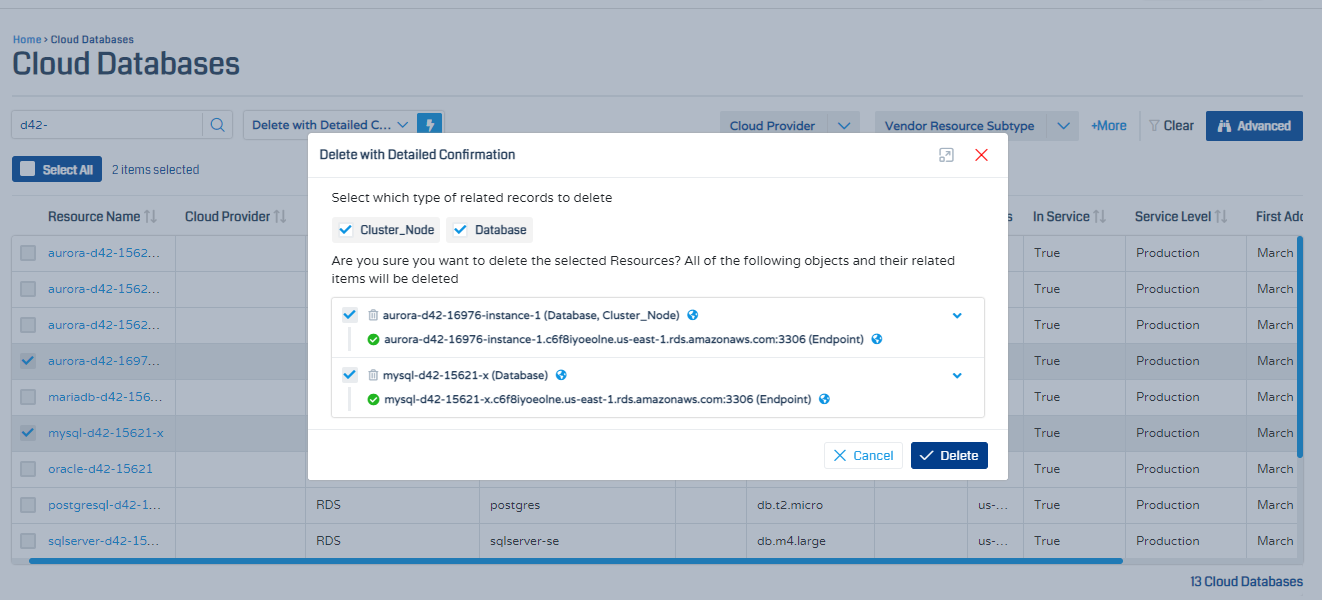 Home > Cloud Databases
Cloud Databases
d42-
Delete with Detailed C...
Cloud Provider
Vendor Resource Subtype
+More
Clear
Advanced
Select All
2 items selected
Resource Name
Cloud Provider
In Service
Service Level
First Add
aurora-d42-1562...
True
Production
March
aurora-d42-1562...
True
Production
March
aurora-d42-1562...
True
Production
March
aurora-d42-1697...
True
Production
March
mariadb-d42-156...
True
Production
March
mysql-d42-15621-x
True
Production
March
oracle-d42-15621
True
Production
March
postgresql-d42-1...
RDS
postgres
db.t2.micro
us-...
True
Production
March
sqlserver-d42-15...
RDS
sqlserver-se
db.m4.large
us-...
True
Production
March
13 Cloud Databases
Delete with Detailed Confirmation
Select which type of related records to delete
Cluster_Node
Database
Are you sure you want to delete the selected Resources? All of the following objects and their related
items will be deleted
aurora-d42-16976-instance-1 (Database, Cluster_Node)
aurora-d42-16976-instance-1.c6f8iyoeolne.us-east-1.rds.amazonaws.com:3306 (Endpoint)
mysql-d42-15621-x (Database)
mysql-d42-15621-x.c6f8iyoeolne.us-east-1.rds.amazonaws.com:3306 (Endpoint)
Cancel
Delete